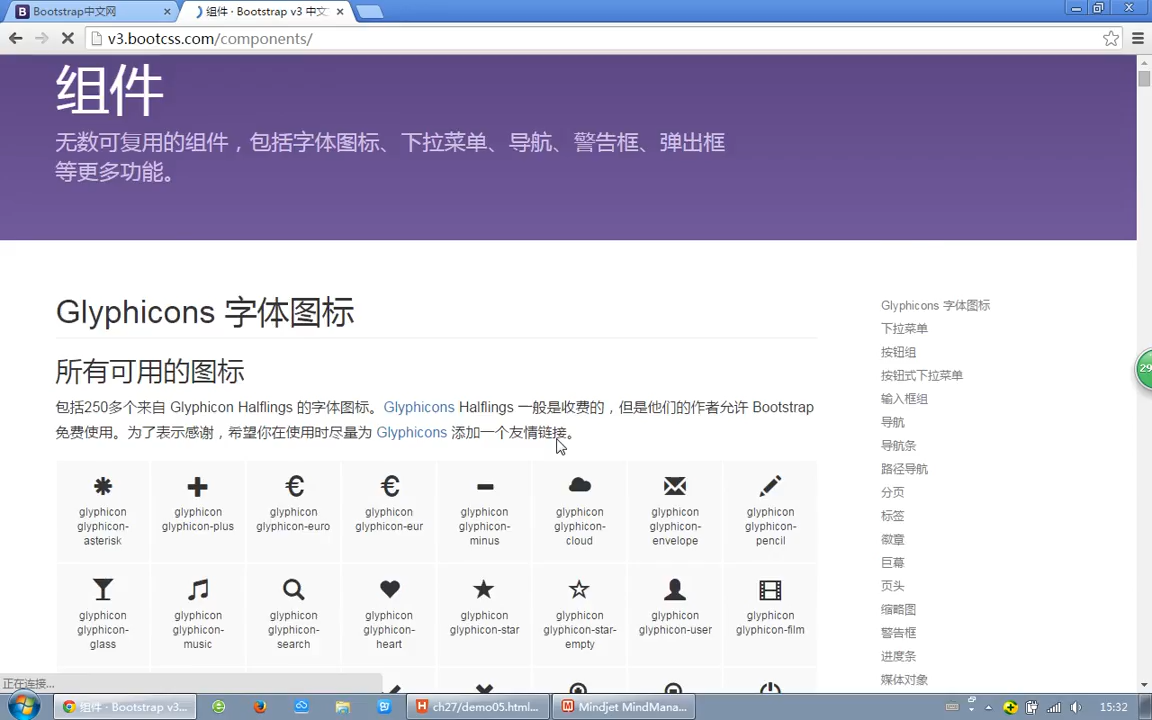 Bootstrap中文网
组件 · Bootstrap v3 中文
v3.bootcss.com/components/
组件
无数可复用的组件，包括字体图标、下拉菜单、导航、警告框、弹出框
等更多功能。
Glyphicons 字体图标
所有可用的图标
包括250多个来自 Glyphicon Halflings 的字体图标。Glyphicons Halflings 一般是收费的，但是他们的作者允许 Bootstrap
免费使用。为了表示感谢，希望你在使用时尽量为 Glyphicons 添加一个友情链接。
glyphicon
glyphicon-
asterisk
glyphicon
glyphicon-plus
glyphicon
glyphicon-euro
glyphicon
glyphicon-eur
glyphicon
glyphicon-
minus
glyphicon
glyphicon-
cloud
glyphicon
glyphicon-
envelope
glyphicon
glyphicon-
pencil
glyphicon
glyphicon-
glass
glyphicon
glyphicon-
music
glyphicon
glyphicon-
search
glyphicon
glyphicon-
heart
glyphicon
glyphicon-star
glyphicon
glyphicon-star-
empty
glyphicon
glyphicon-user
glyphicon
glyphicon-film
Glyphicons 字体图标
下拉菜单
按钮组
按钮式下拉菜单
输入框组
导航
导航条
路径导航
分页
标签
徽章
巨幕
页头
缩略图
警告框
进度条
媒体对象
29
正在连接...
组件 · Bootstrap v3...
ch27/demo05.html...
Mindjet MindMana...
15:32